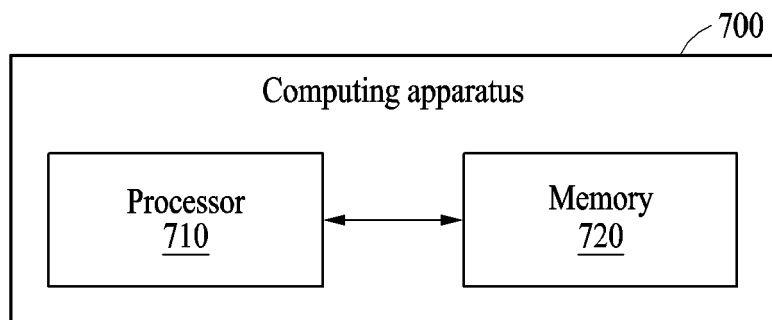 700
Computing apparatus
Processor
710
Memory
720